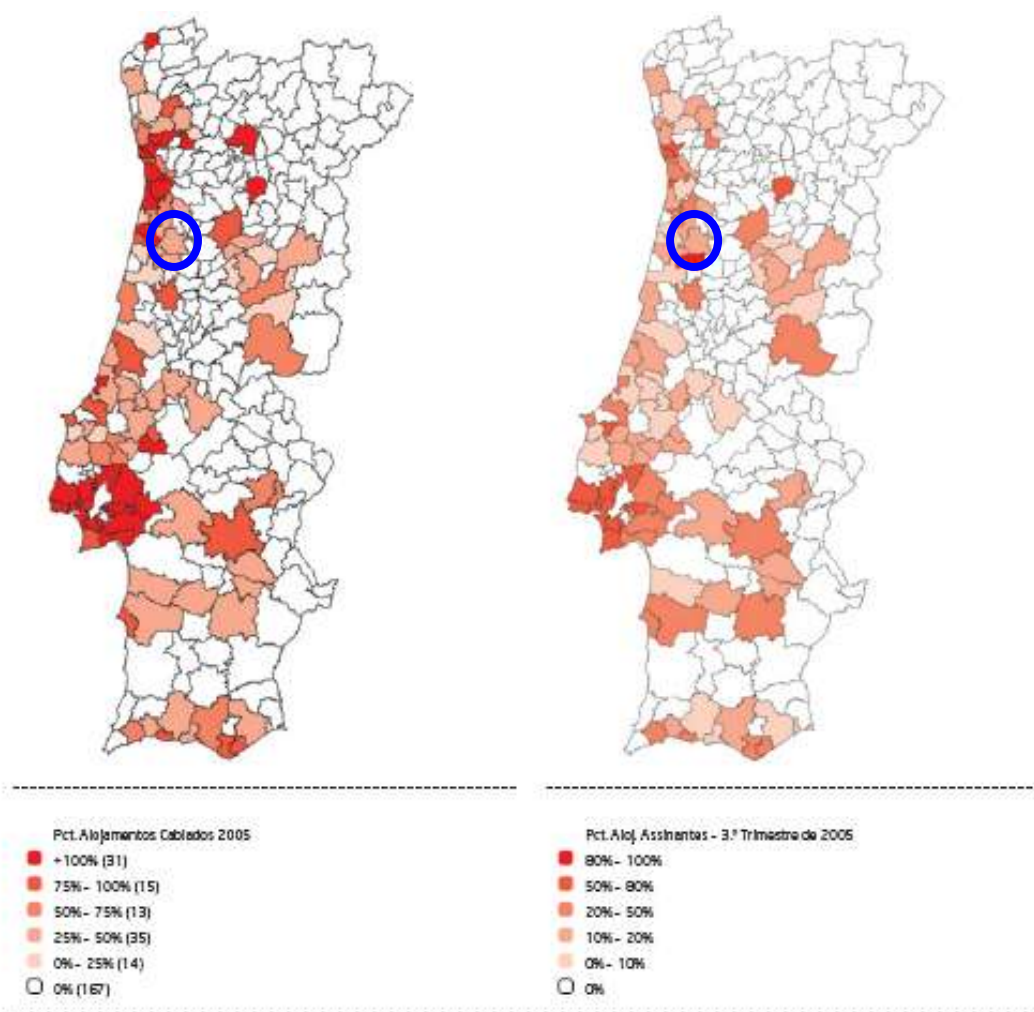 Pct. Alojamentos Cablados 2005
+100% (31)
75% - 100% (15)
50% - 75% (13)
25% - 50% (35)
0% - 25% (14)
0% (167)
Pct. Aloj. Assinantes - 3.º Trimestre de 2005
80% - 100%
50% - 80%
20% - 50%
10% - 20%
0% - 10%
0%